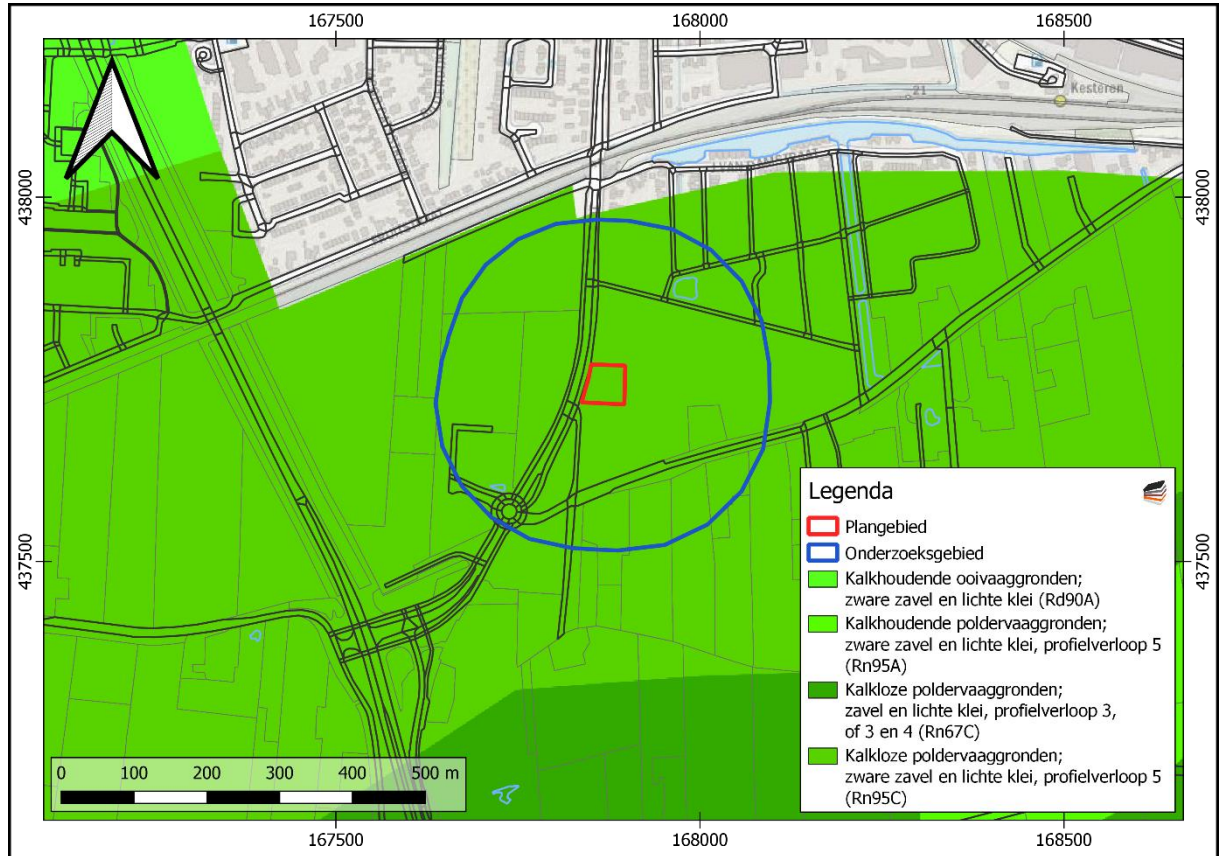 167500 168000 168500
21
Kesteren
438000 438000
Legenda
Plangebied
Onderzoeksgebied
Kalkhoudende ooivaaggronden;
zware zavel en lichte klei (Rd90A)
Kalkhoudende poldervaaggronden;
zware zavel en lichte klei, profielverloop 5
(Rn95A)
Kalkloze poldervaaggronden;
zavel en lichte klei, profielverloop 3,
of 3 en 4 (Rn67C)
Kalkloze poldervaaggronden;
zware zavel en lichte klei, profielverloop 5
(Rn95C)
437500 437500
0 100 200 300 400 500 m
167500 168000 168500